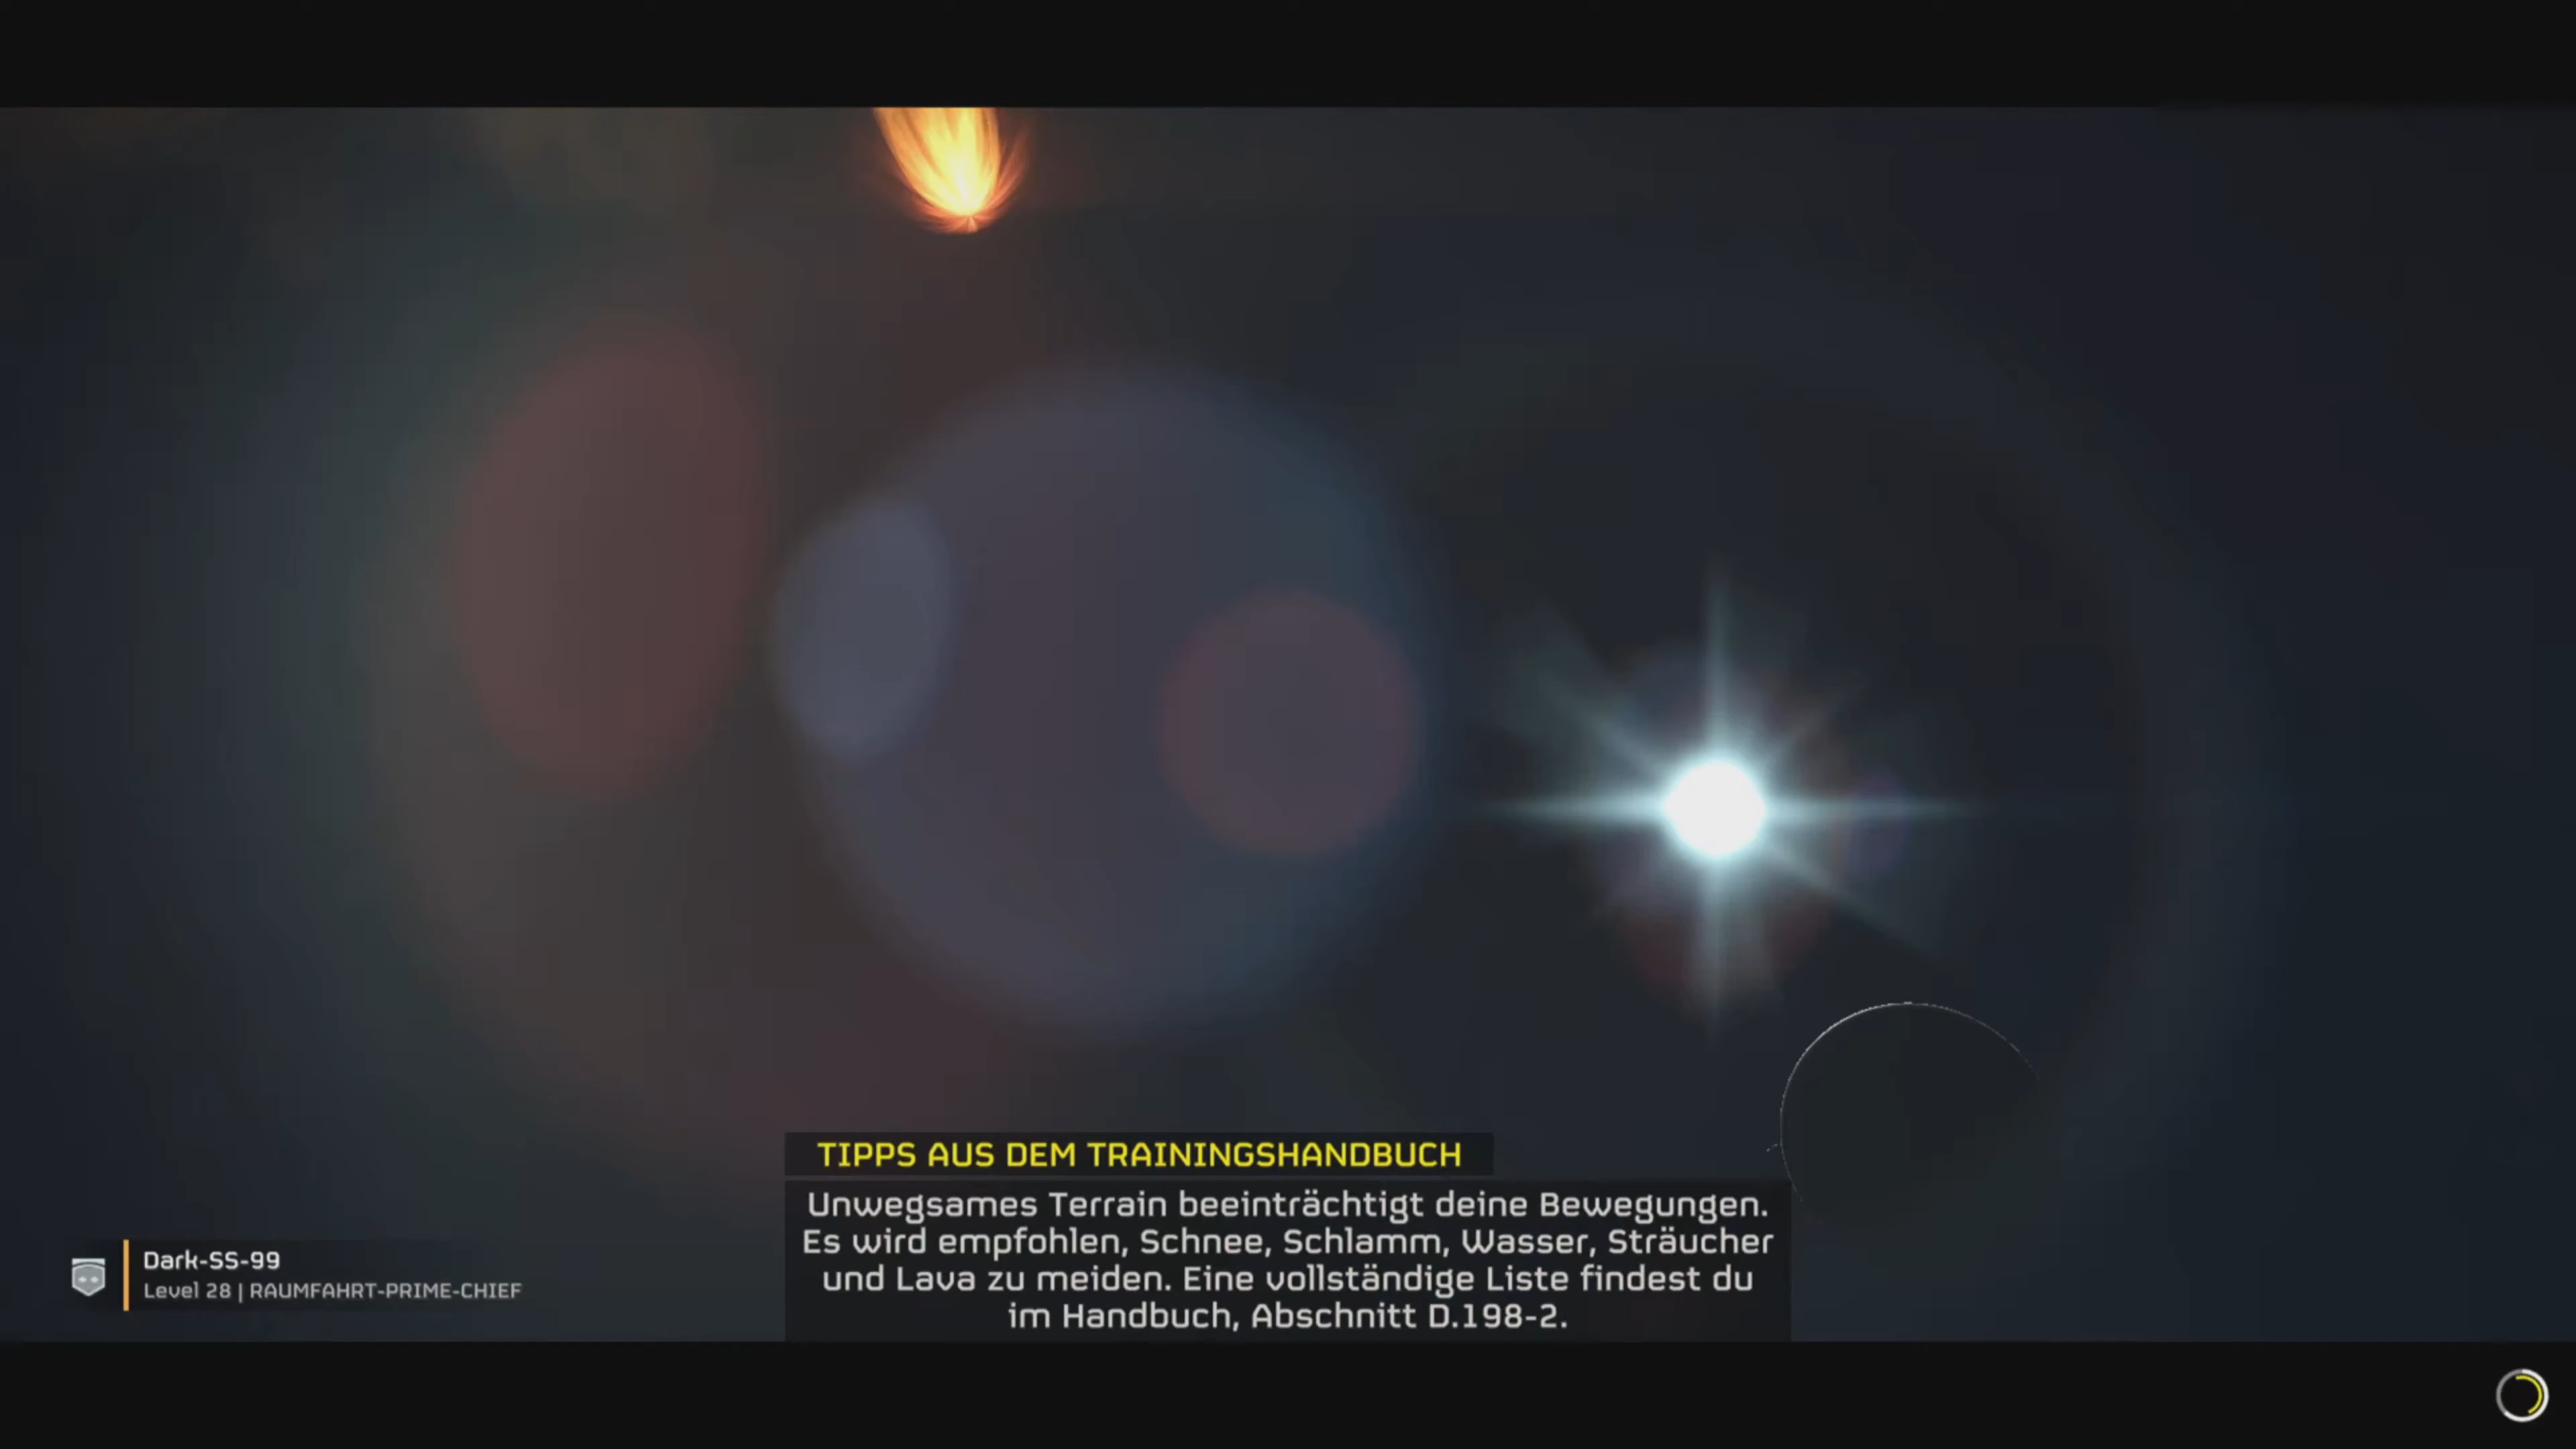 TIPPS AUS DEM TRAININGSHANDBUCH
Unwegsames Terrain beeinträchtigt deine Bewegungen.
Es wird empfohlen, Schnee, Schlamm, Wasser, Sträucher
und Lava zu meiden. Eine vollständige Liste findest du
im Handbuch, Abschnitt D.198-2.
Dark-SS-99
Level 28 | RAUMFAHRT-PRIME-CHIEF